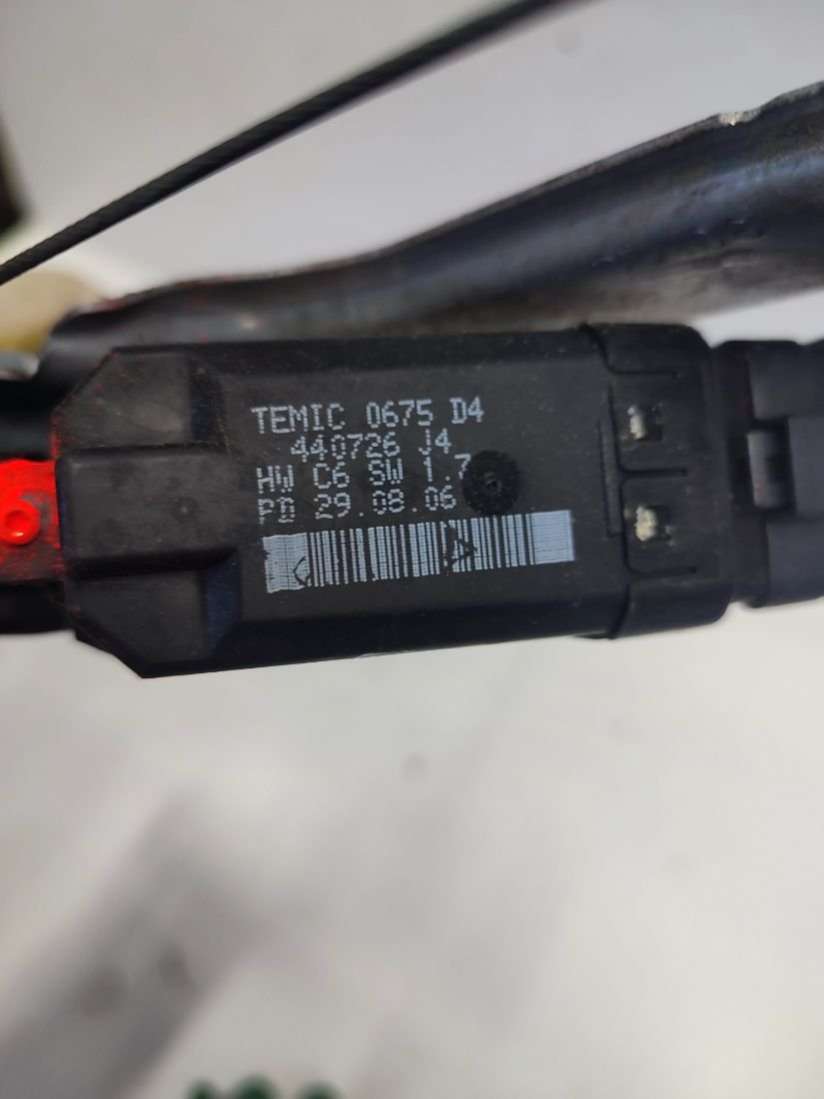 TEMIC 0675 D4
440726 J4
HW C6 SW 1.7
PD 29.08.06